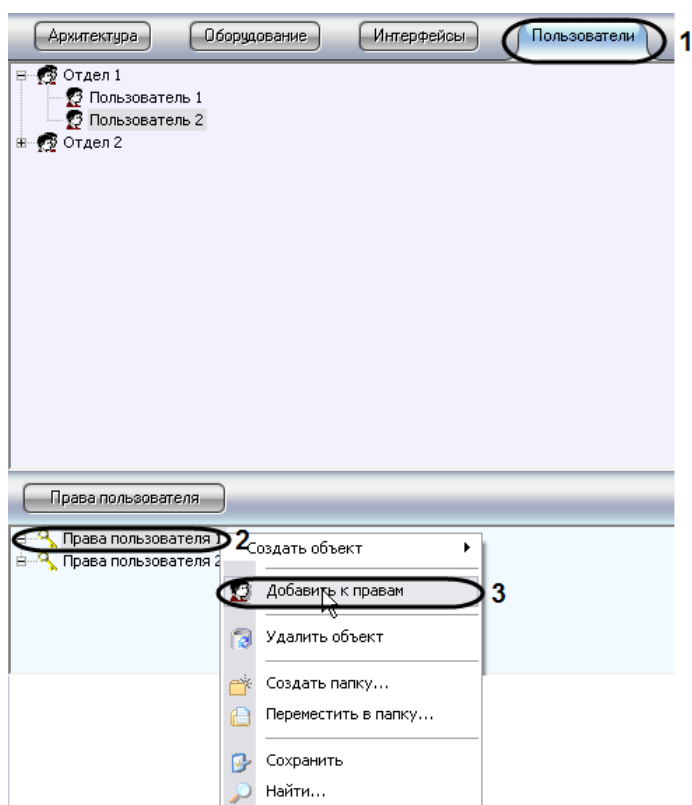 Архитектура Оборудование Интерфейсы Пользователи 1
Отдел 1
Пользователь 1
Пользователь 2
Отдел 2
Права пользователя
Права пользователя 1 2
Права пользователя 2
Создать объект
Добавить к правам 3
Удалить объект
Создать папку...
Переместить в папку...
Сохранить
Найти...